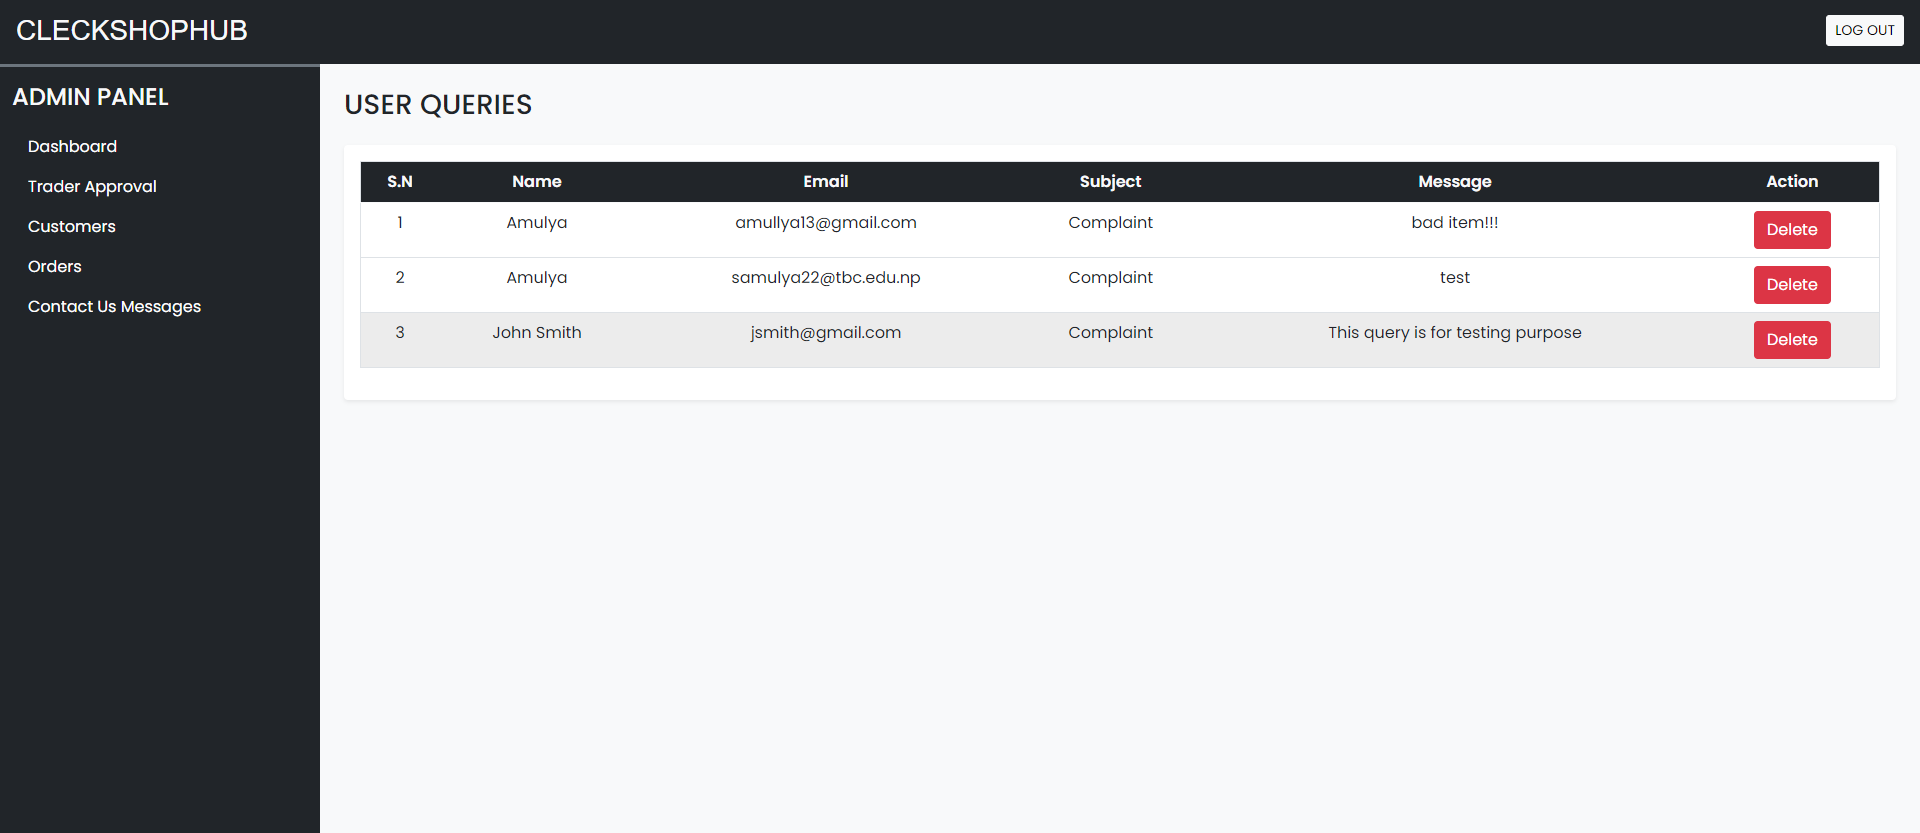 CLECKSHOPHUB
LOG OUT
ADMIN PANEL
Dashboard
Trader Approval
Customers
Orders
Contact Us Messages
USER QUERIES
S.N Name Email Subject Message Action
1 Amulya amullya13@gmail.com Complaint bad item!!! Delete
2 Amulya samulya22@tbc.edu.np Complaint test Delete
3 John Smith jsmith@gmail.com Complaint This query is for testing purpose Delete